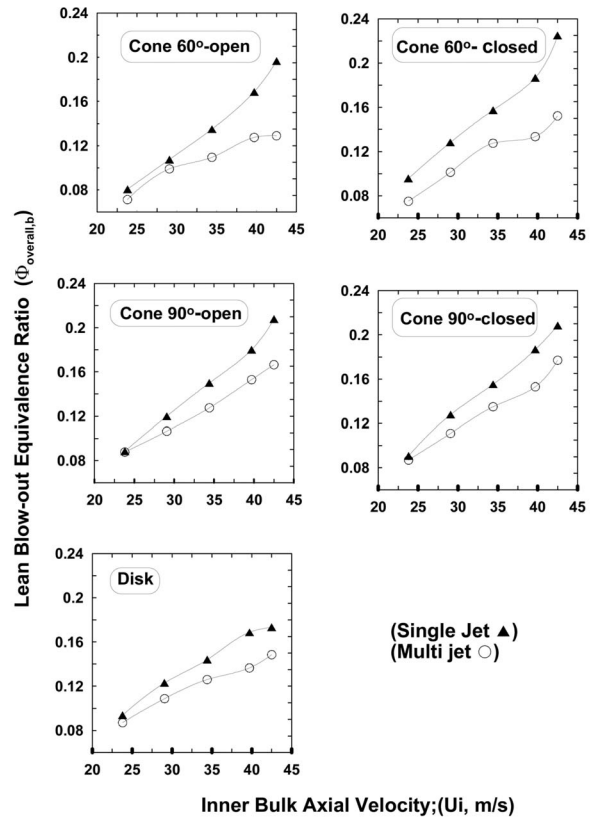 Lean Blow-out Equivalence Ratio (Φoverall,b)
Cone 60º-open
0.24
0.2
0.16
0.12
0.08
20 25 30 35 40 45
Cone 60º- closed
0.24
0.2
0.16
0.12
0.08
20 25 30 35 40 45
Cone 90º-open
0.24
0.2
0.16
0.12
0.08
20 25 30 35 40 45
Cone 90º-closed
0.24
0.2
0.16
0.12
0.08
20 25 30 35 40 45
Disk
0.24
0.2
0.16
0.12
0.08
20 25 30 35 40 45
(Single Jet ▲)
(Multi jet ○)
Inner Bulk Axial Velocity;(Ui, m/s)